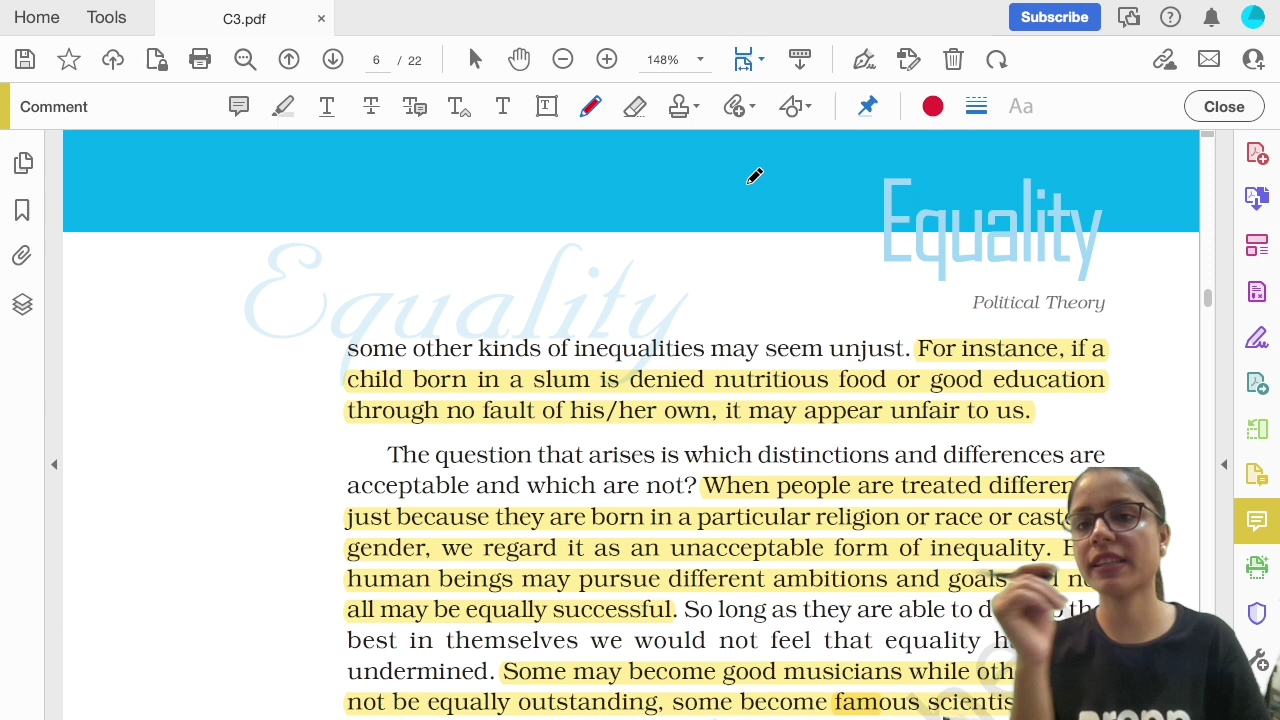 Home Tools C3.pdf × Subscribe
6 / 22 148%
Comment Aa Close
Equality
Equality
Political Theory
some other kinds of inequalities may seem unjust. For instance, if a
child born in a slum is denied nutritious food or good education
through no fault of his/her own, it may appear unfair to us.
The question that arises is which distinctions and differences are
acceptable and which are not? When people are treated
just because they are born in a particular religion or race or caste
gender, we regard it as an unacceptable form of inequality.
human beings may pursue different ambitions and goals
all may be equally successful. So long as they are able to
best in themselves we would not feel that equality
undermined. Some may become good musicians while
not be equally outstanding, some become famous